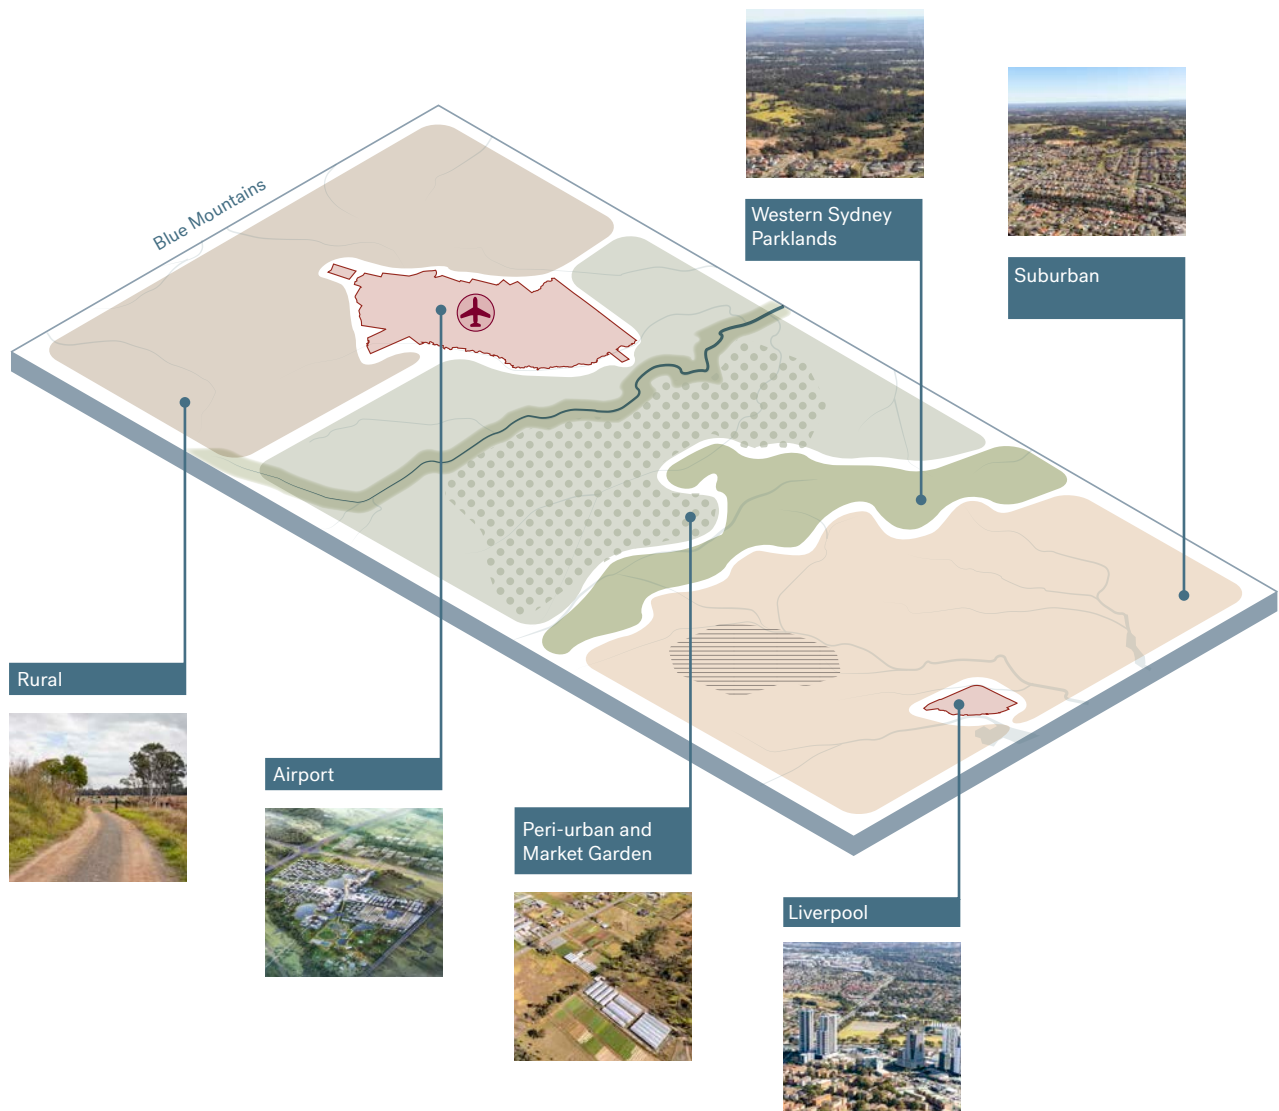 Western Sydney
Parklands
Suburban
Blue Mountains
Rural
Airport
Peri-urban and
Market Garden
Liverpool